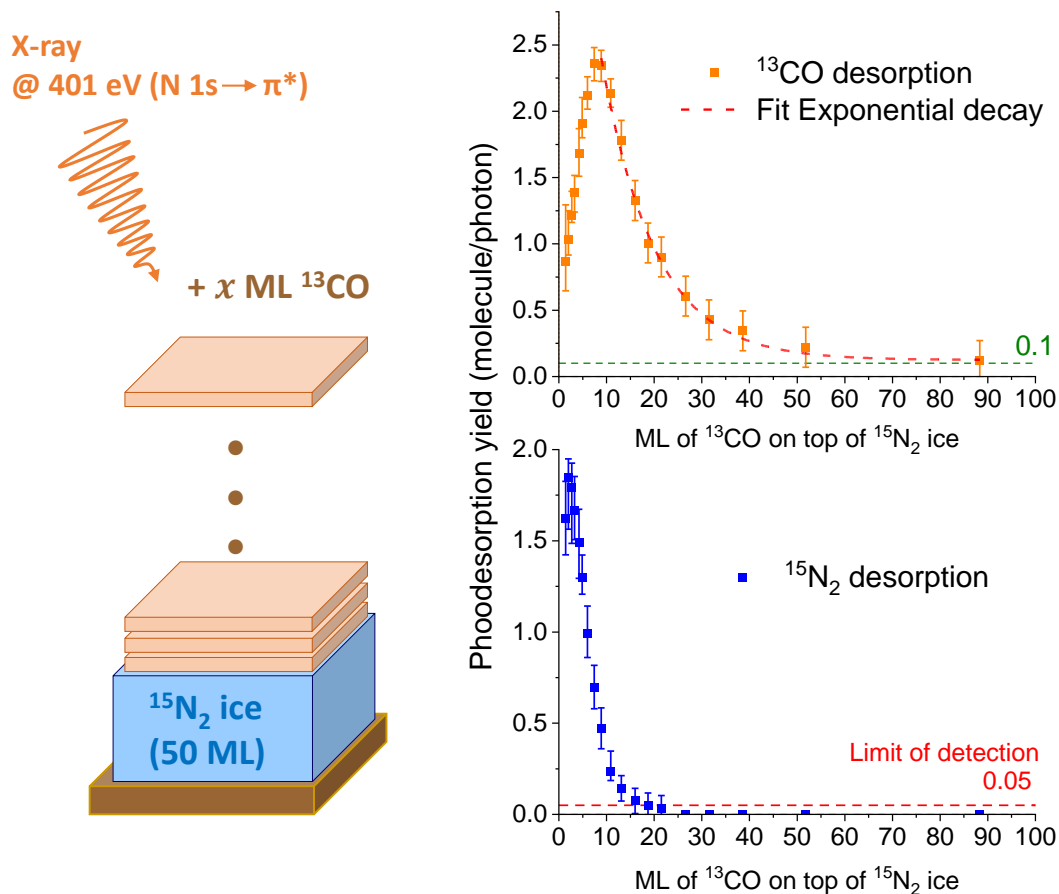 X-ray
@ 401 eV (N 1s → π*)
+ x ML ¹³CO
¹⁵N₂ ice
(50 ML)
Phoodesorption yield (molecule/photon)
2.5
2.0
1.5
1.0
0.5
0.0
¹³CO desorption
Fit Exponential decay
0.1
0 10 20 30 40 50 60 70 80 90 100
ML of ¹³CO on top of ¹⁵N₂ ice
2.0
1.5
1.0
0.5
0.0
¹⁵N₂ desorption
Limit of detection
0.05
0 10 20 30 40 50 60 70 80 90 100
ML of ¹³CO on top of ¹⁵N₂ ice